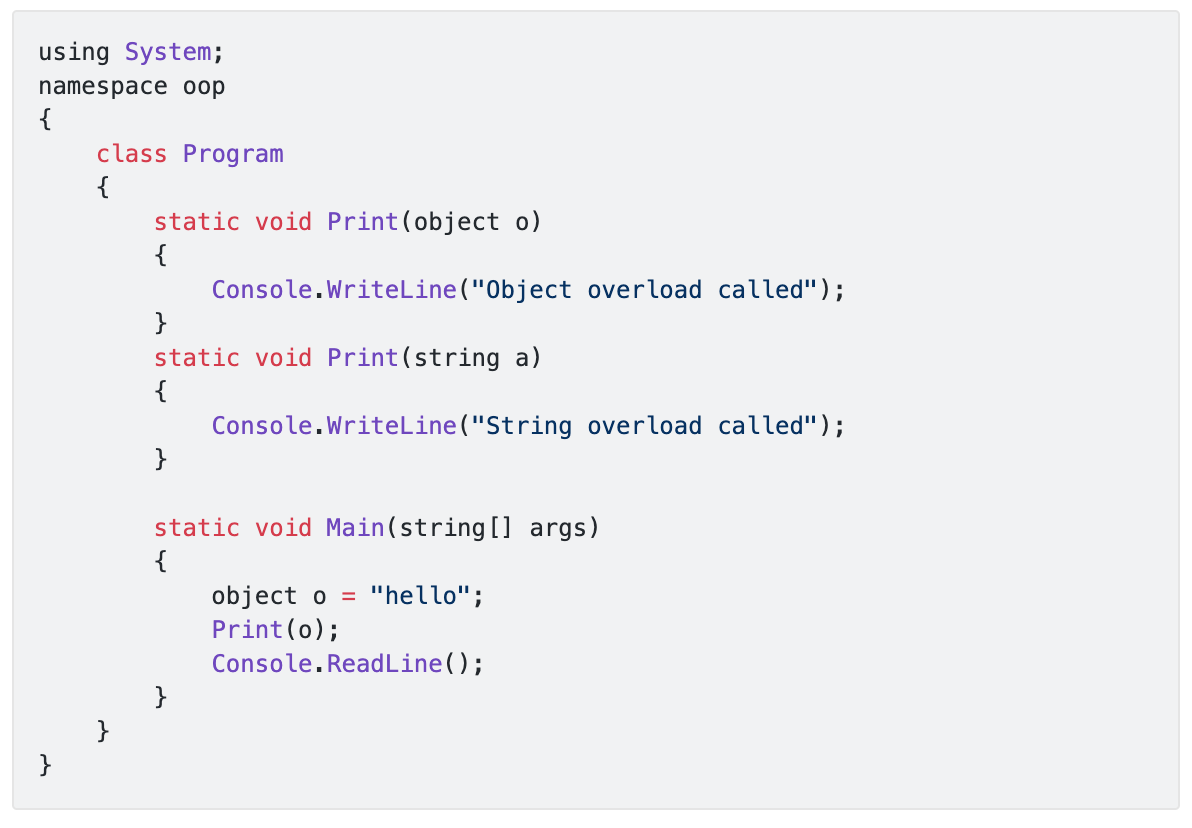 using System;
namespace oop
{
    class Program
    {
        static void Print(object o)
        {
            Console.WriteLine("Object overload called");
        }
        static void Print(string a)
        {
            Console.WriteLine("String overload called");
        }

        static void Main(string[] args)
        {
            object o = "hello";
            Print(o);
            Console.ReadLine();
        }
    }
}